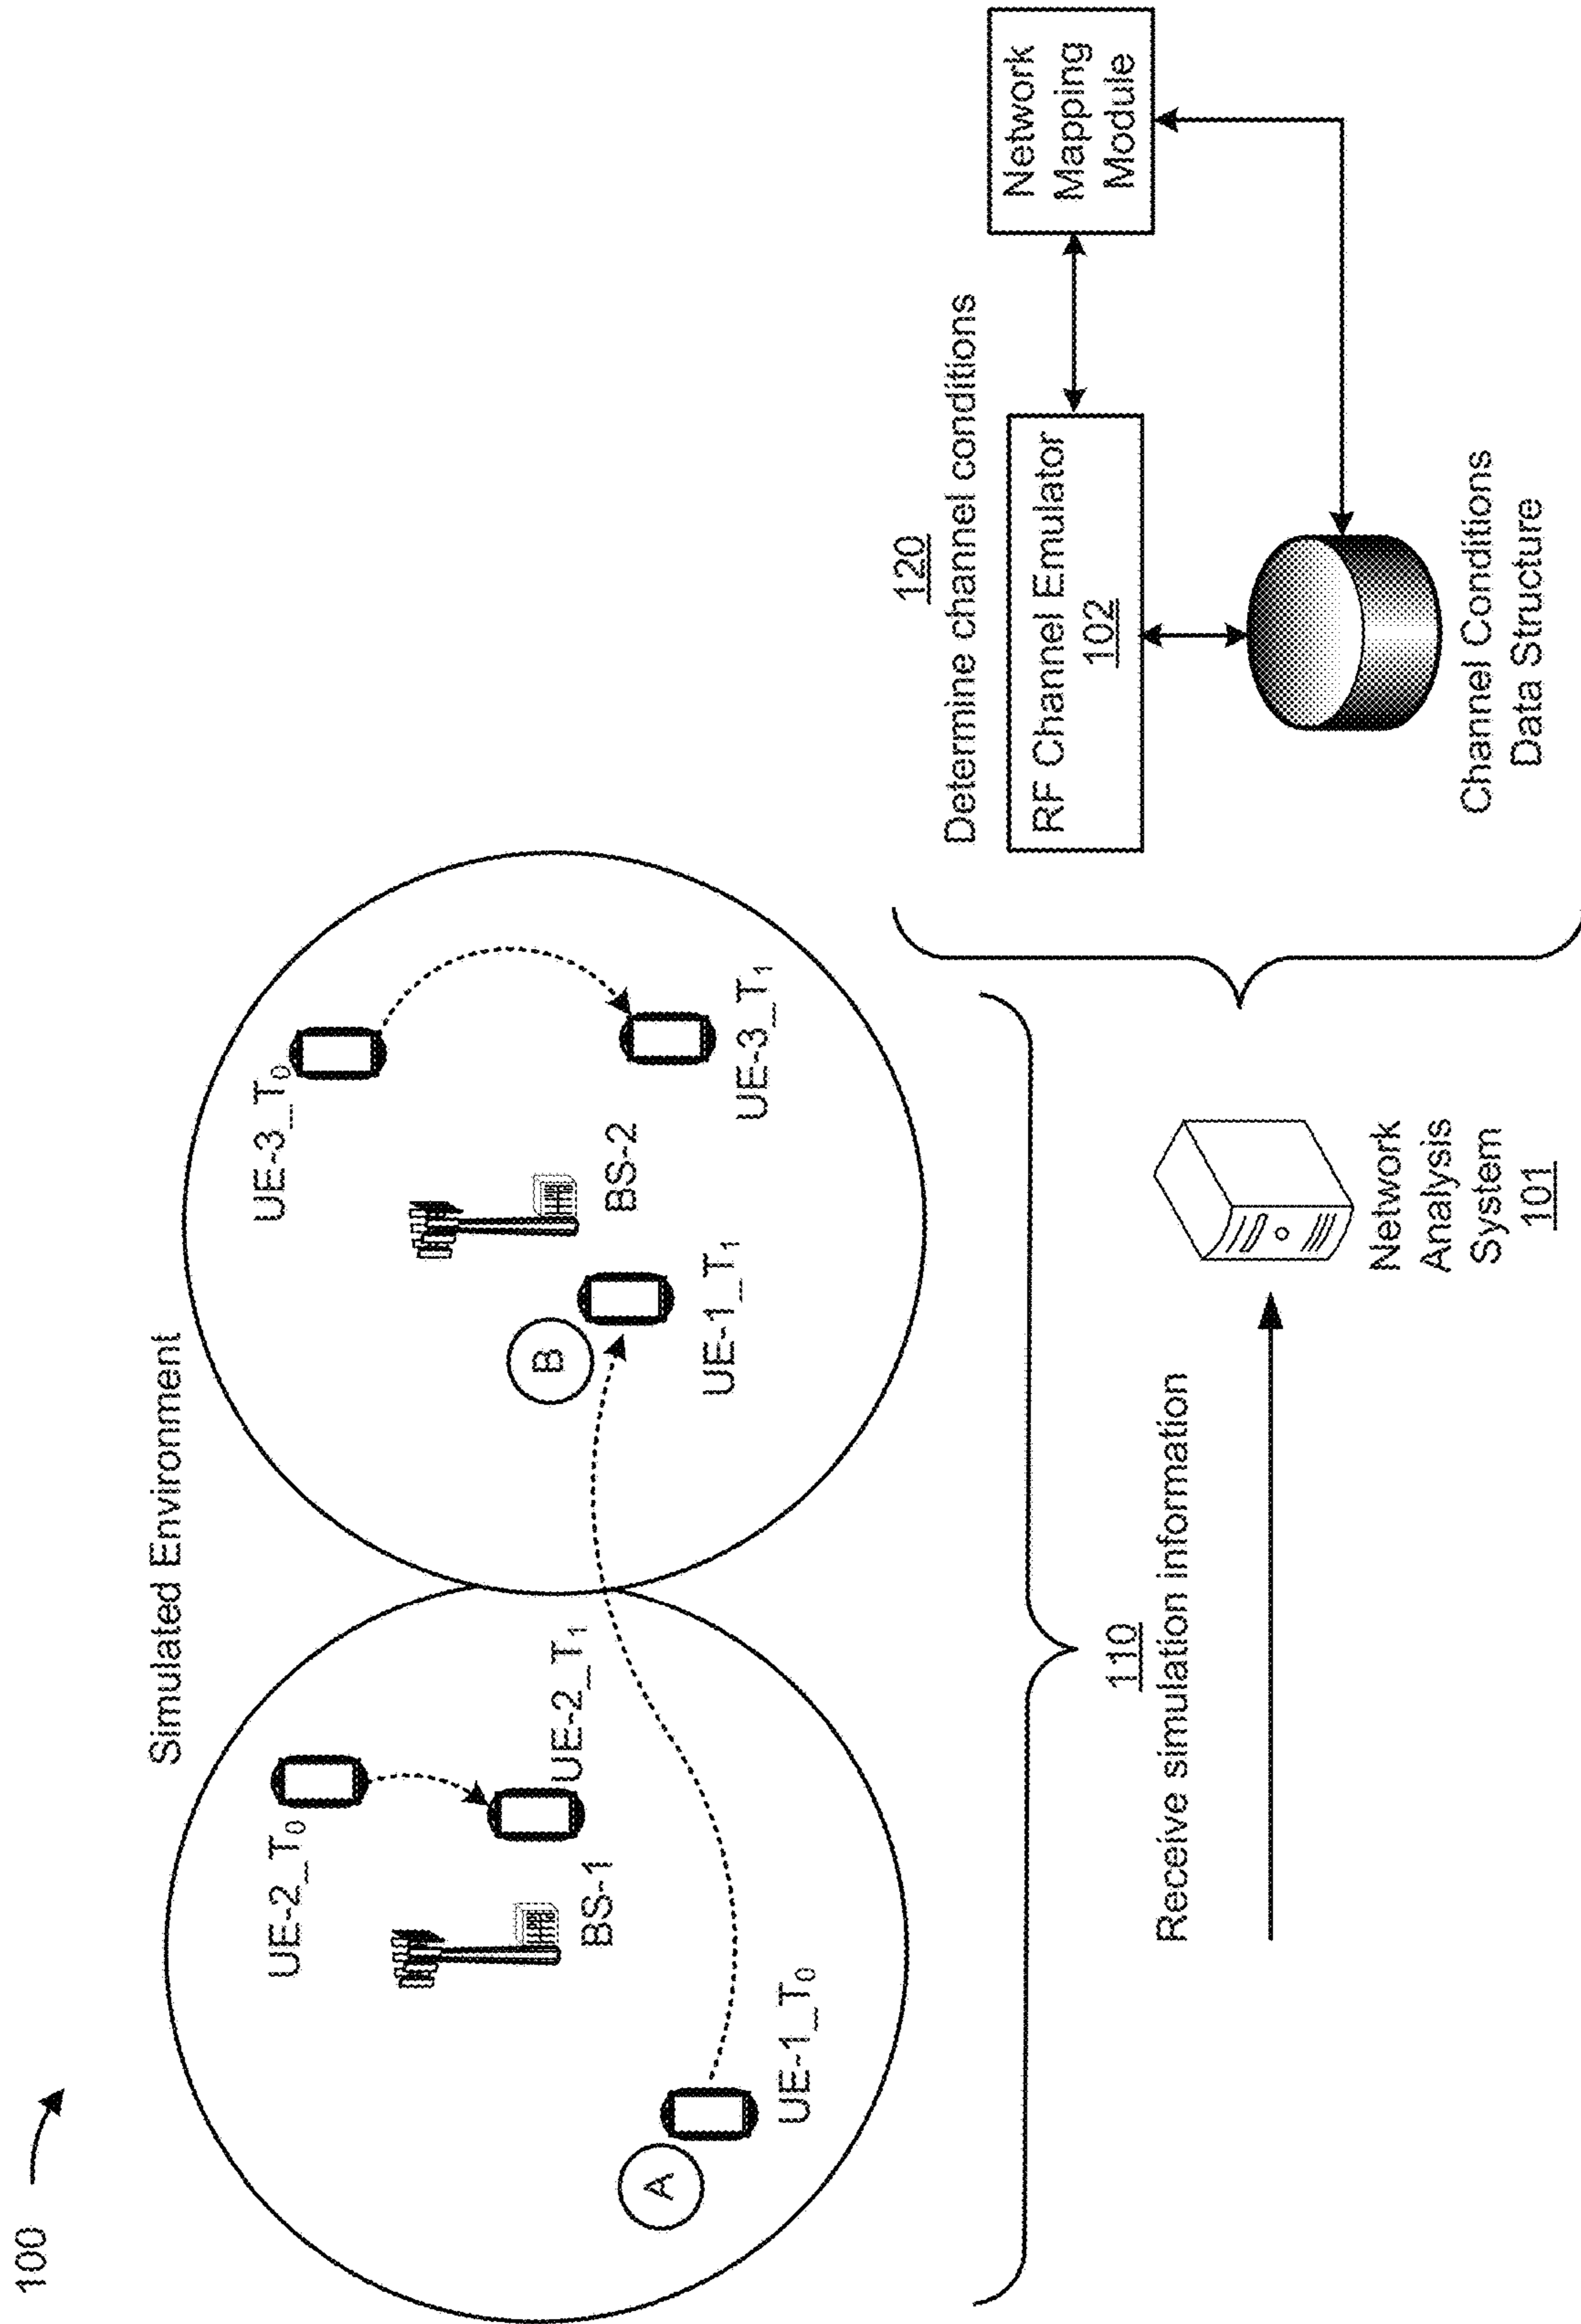 100
Simulated Environment
UE-2_T0
UE-2_T1
BS-1
A
UE-1_T0
UE-3_T0
BS-2
UE-3_T1
B
UE-1_T1
110
Receive simulation information
Network
Analysis
System
101
120
Determine channel conditions
RF Channel Emulator
102
Network
Mapping
Module
Channel Conditions
Data Structure